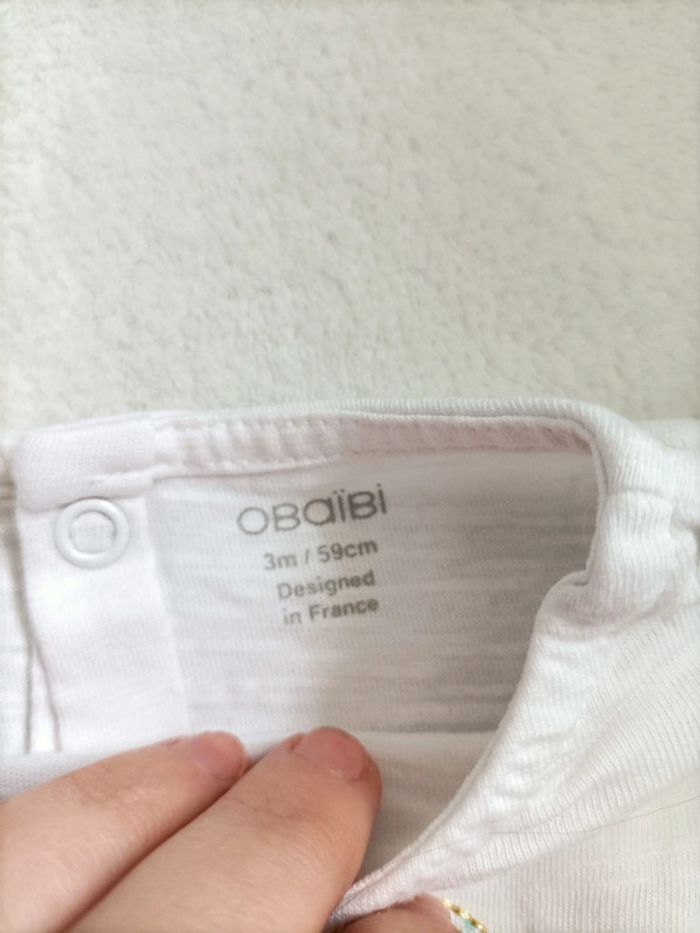 OBaïBi
3m / 59cm
Designed
in France